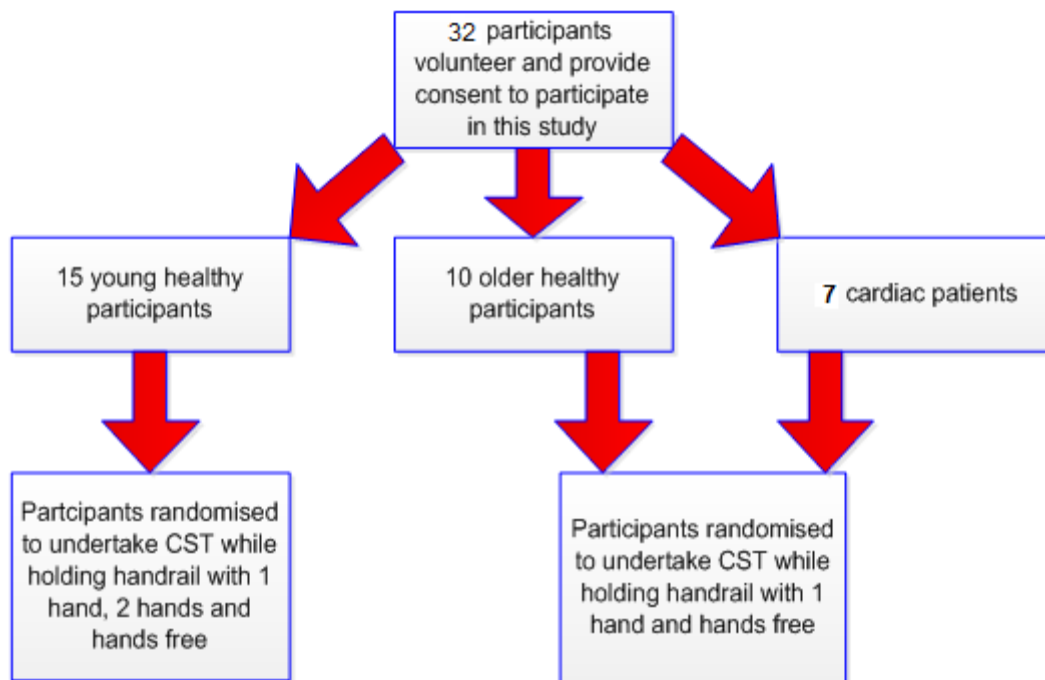 32 participants
volunteer and provide
consent to participate
in this study
15 young healthy
participants
10 older healthy
participants
7 cardiac patients
Partcipants randomised
to undertake CST while
holding handrail with 1
hand, 2 hands and
hands free
Participants randomised
to undertake CST while
holding handrail with 1
hand and hands free